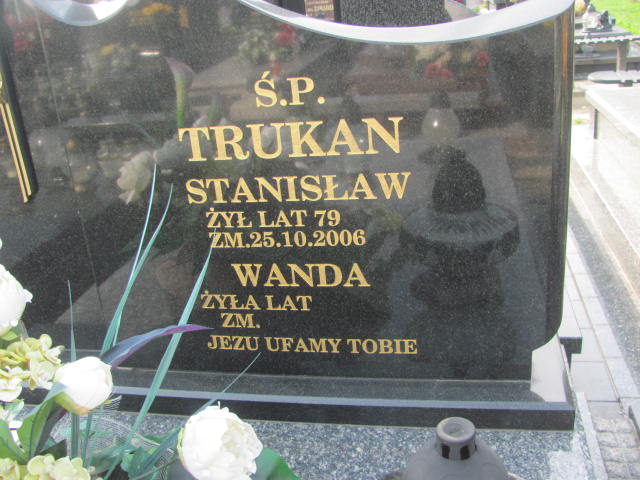 Ś.P.
TRUKAN
STANISŁAW
ŻYŁ LAT 79
ZM.25.10.2006
WANDA
ŻYŁA LAT
ZM.
JEZU UFAMY TOBIE